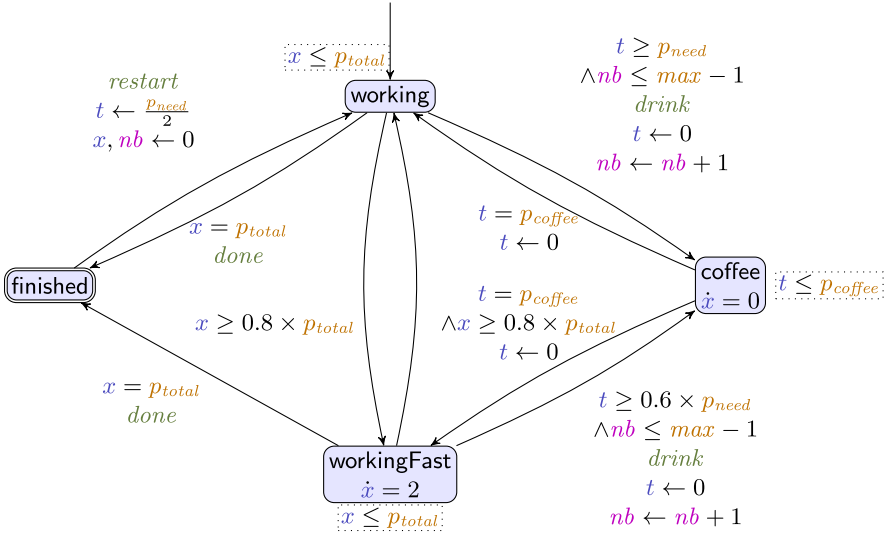 x ≤ p_total
working
restart
t ← p_need/2
x, nb ← 0
t ≥ p_need
∧nb ≤ max − 1
drink
t ← 0
nb ← nb + 1
x = p_total
done
t = p_coffee
t ← 0
finished
coffee
ẋ = 0
t ≤ p_coffee
x ≥ 0.8 × p_total
t = p_coffee
∧x ≥ 0.8 × p_total
t ← 0
x = p_total
done
t ≥ 0.6 × p_need
∧nb ≤ max − 1
drink
t ← 0
nb ← nb + 1
workingFast
ẋ = 2
x ≤ p_total